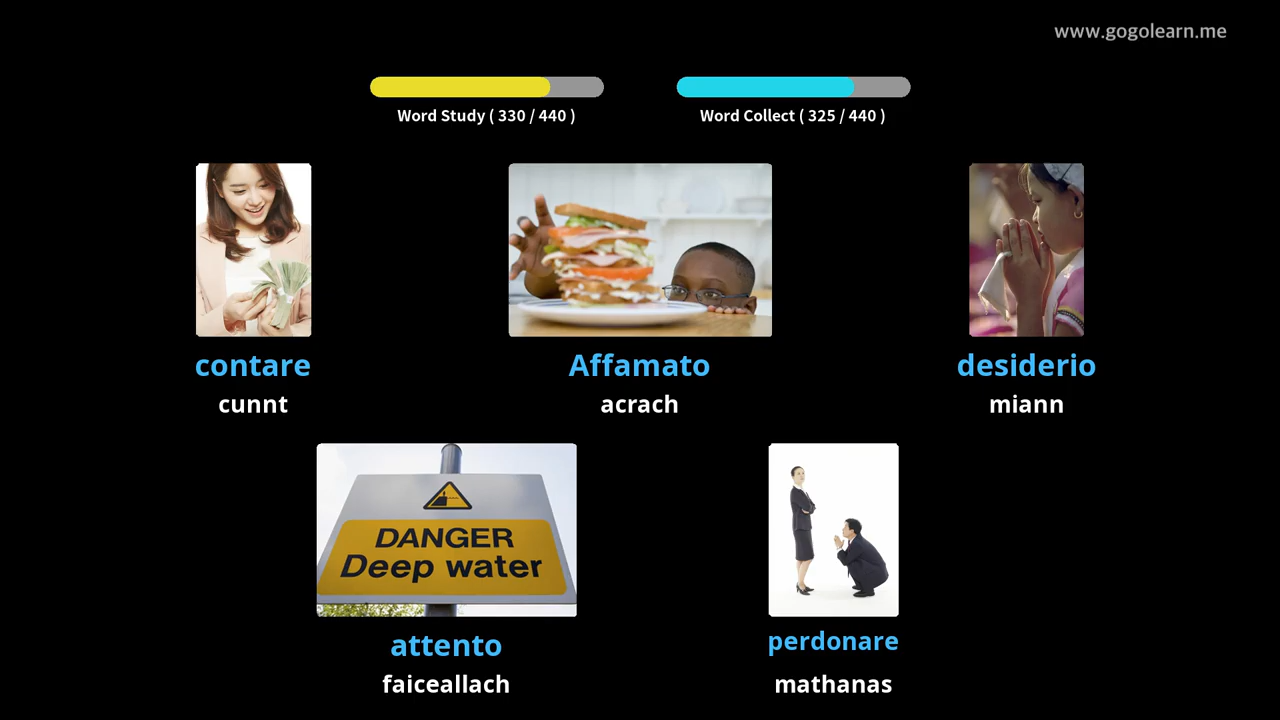 www.gogolearn.me
Word Study ( 330 / 440 )
Word Collect ( 325 / 440 )
contare
cunnt
Affamato
acrach
desiderio
miann
DANGER
Deep water
attento
faiceallach
perdonare
mathanas